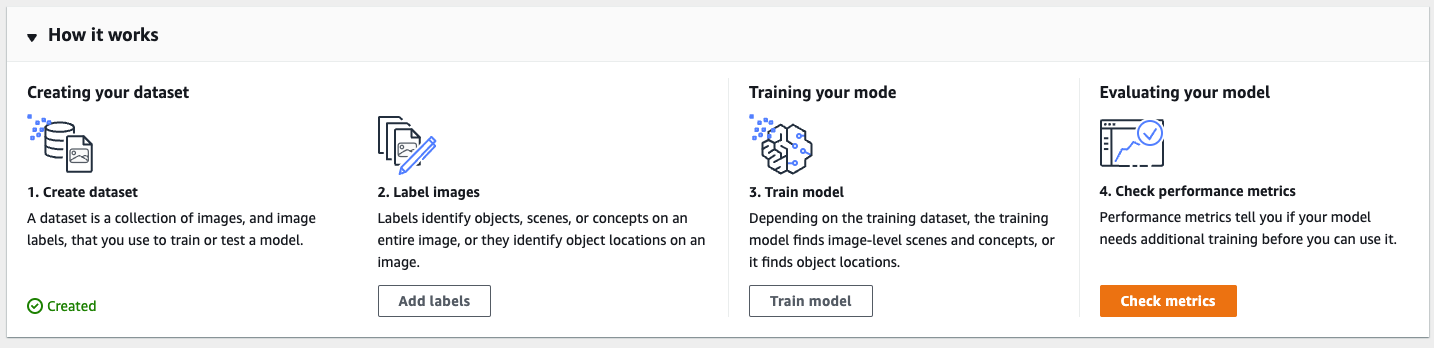 How it works
Creating your dataset
1. Create dataset
A dataset is a collection of images, and image
labels, that you use to train or test a model.
Created
2. Label images
Labels identify objects, scenes, or concepts on an
entire image, or they identify object locations on an
image.
Add labels
Training your mode
3. Train model
Depending on the training dataset, the training
model finds image-level scenes and concepts, or
it finds object locations.
Train model
Evaluating your model
4. Check performance metrics
Performance metrics tell you if your model
needs additional training before you can use it.
Check metrics